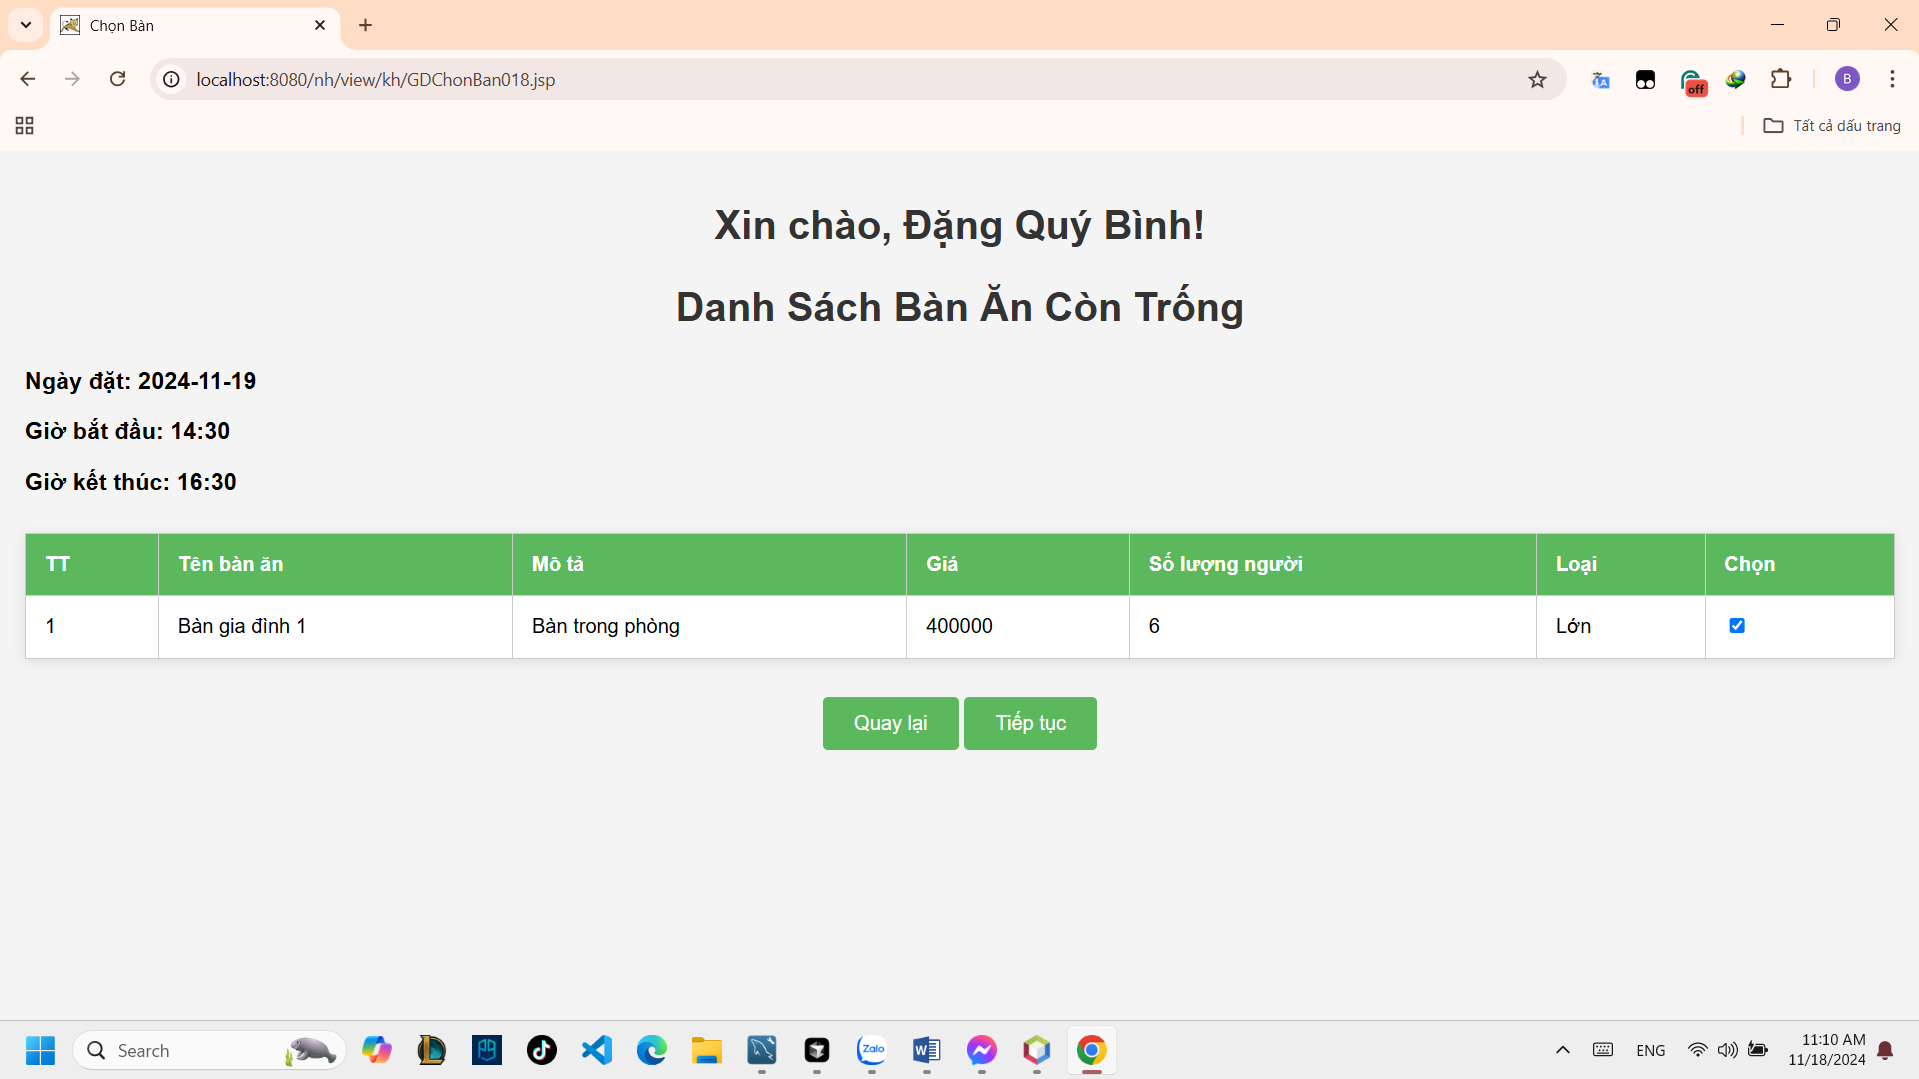 Chọn Bàn
localhost:8080/nh/view/kh/GDChonBan018.jsp
off
B
Tất cả dấu trang
Xin chào, Đặng Quý Bình!
Danh Sách Bàn Ăn Còn Trống
Ngày đặt: 2024-11-19
Giờ bắt đầu: 14:30
Giờ kết thúc: 16:30
TT Tên bàn ăn Mô tả Giá Số lượng người Loại Chọn
1 Bàn gia đình 1 Bàn trong phòng 400000 6 Lớn
Quay lại Tiếp tục
Search
Zalo
ENG
11:10 AM
11/18/2024